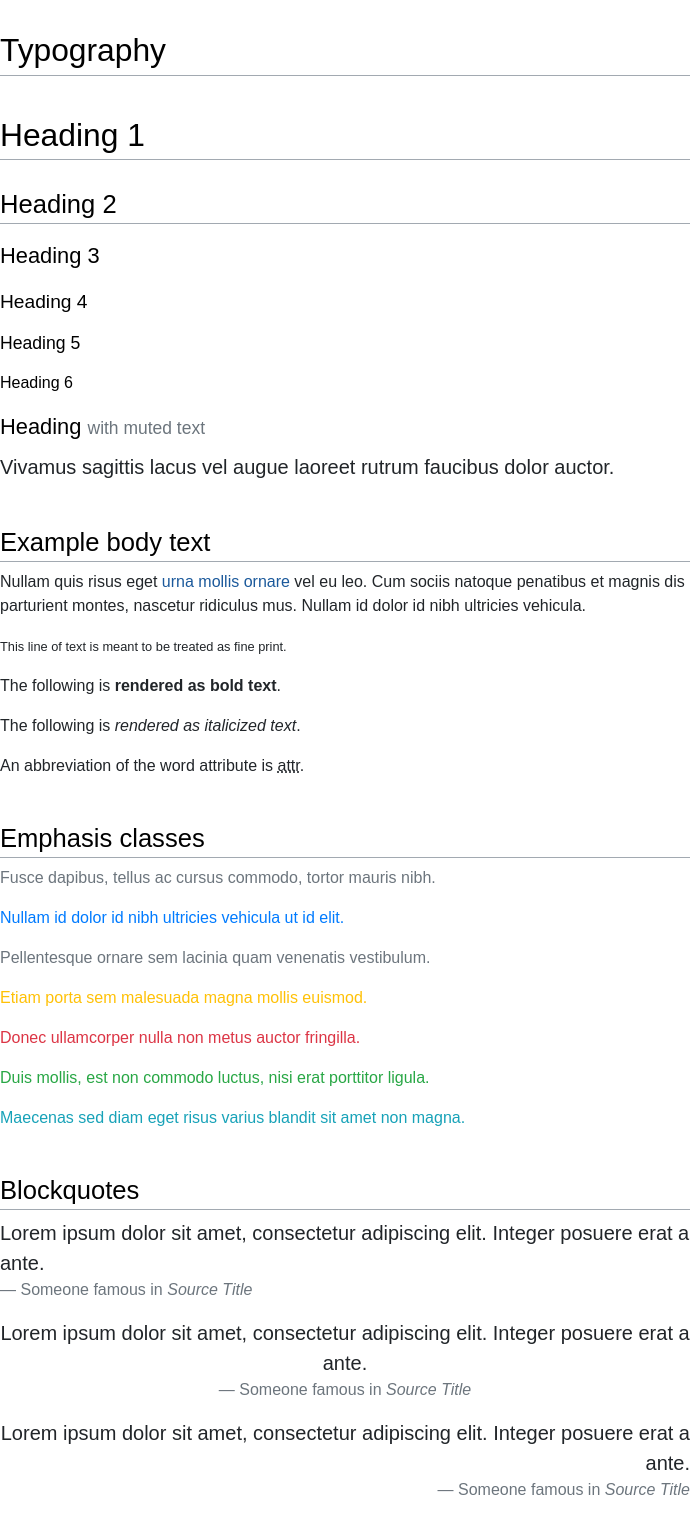 Typography
Heading 1
Heading 2
Heading 3
Heading 4
Heading 5
Heading 6
Heading with muted text
Vivamus sagittis lacus vel augue laoreet rutrum faucibus dolor auctor.
Example body text
Nullam quis risus eget urna mollis ornare vel eu leo. Cum sociis natoque penatibus et magnis dis
parturient montes, nascetur ridiculus mus. Nullam id dolor id nibh ultricies vehicula.
This line of text is meant to be treated as fine print.
The following is rendered as bold text.
The following is rendered as italicized text.
An abbreviation of the word attribute is attr.
Emphasis classes
Fusce dapibus, tellus ac cursus commodo, tortor mauris nibh.
Nullam id dolor id nibh ultricies vehicula ut id elit.
Pellentesque ornare sem lacinia quam venenatis vestibulum.
Etiam porta sem malesuada magna mollis euismod.
Donec ullamcorper nulla non metus auctor fringilla.
Duis mollis, est non commodo luctus, nisi erat porttitor ligula.
Maecenas sed diam eget risus varius blandit sit amet non magna.
Blockquotes
Lorem ipsum dolor sit amet, consectetur adipiscing elit. Integer posuere erat a
ante.
— Someone famous in Source Title
Lorem ipsum dolor sit amet, consectetur adipiscing elit. Integer posuere erat a
ante.
— Someone famous in Source Title
Lorem ipsum dolor sit amet, consectetur adipiscing elit. Integer posuere erat a
ante.
— Someone famous in Source Title